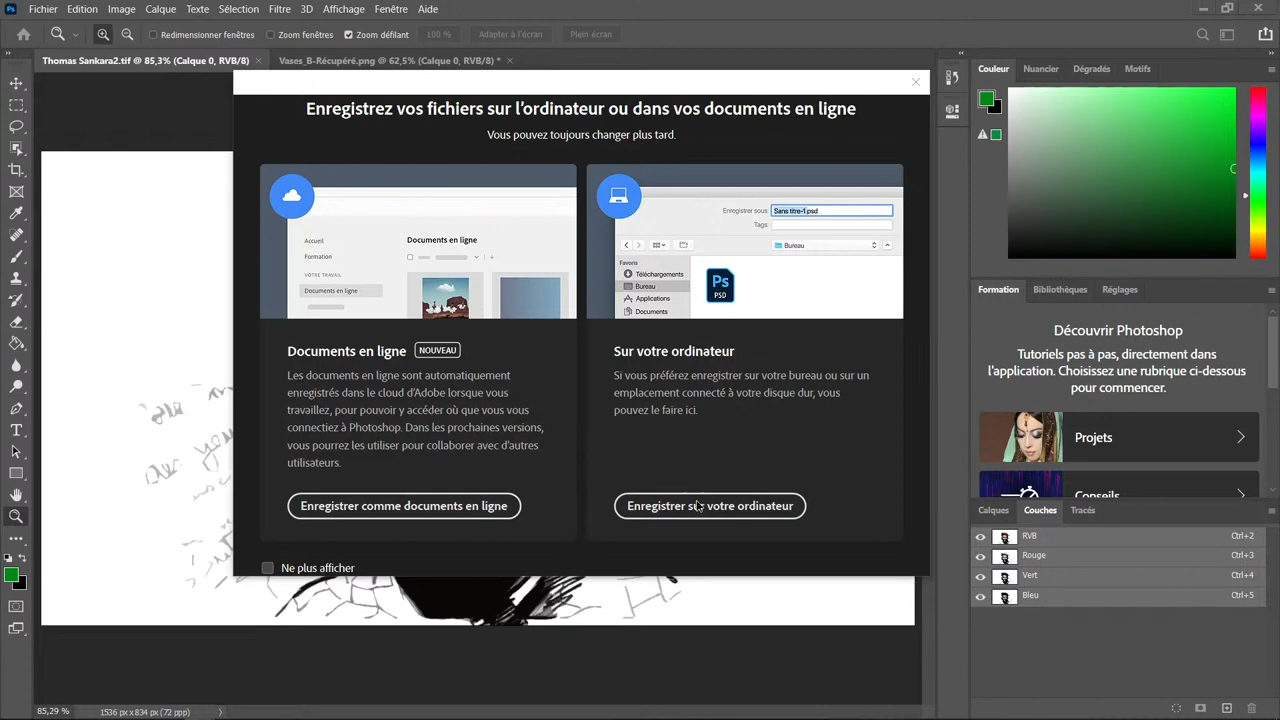 Ps Fichier Edition Image Calque Texte Sélection Filtre 3D Affichage Fenêtre Aide
Redimensionner fenêtres Zoom fenêtres Zoom défilant 100 % Adapter à l'écran Plein écran
Thomas Sankara2.tif @ 85,3% (Calque 0, RVB/8) × Vases_B-Récupéré.png @ 62,5% (Calque 0, RVB/8) * ×
Couleur Nuancier Dégradés Motifs
Enregistrez vos fichiers sur l'ordinateur ou dans vos documents en ligne
Vous pouvez toujours changer plus tard.
Accueil
Formation
VOTRE TRAVAIL
Documents en ligne
Documents en ligne
Enregistrer sous: Sans titre-1.psd
Tags:
Bureau
Favoris
Téléchargements
Bureau
Applications
Documents
Ps
PSD
Documents en ligne NOUVEAU
Les documents en ligne sont automatiquement
enregistrés dans le cloud d'Adobe lorsque vous
travaillez, pour pouvoir y accéder où que vous vous
connectiez à Photoshop. Dans les prochaines versions,
vous pourrez les utiliser pour collaborer avec d'autres
utilisateurs.
Enregistrer comme documents en ligne
Sur votre ordinateur
Si vous préférez enregistrer sur votre bureau ou sur un
emplacement connecté à votre disque dur, vous
pouvez le faire ici.
Enregistrer sur votre ordinateur
Ne plus afficher
Formation Bibliothèques Réglages
Découvrir Photoshop
Tutoriels pas à pas, directement dans
l'application. Choisissez une rubrique ci-dessous
pour commencer.
Projets
Conseils
Calques Couches Tracés
RVB Ctrl+2
Rouge Ctrl+3
Vert Ctrl+4
Bleu Ctrl+5
85,29 % 1536 px x 834 px (72 ppp)